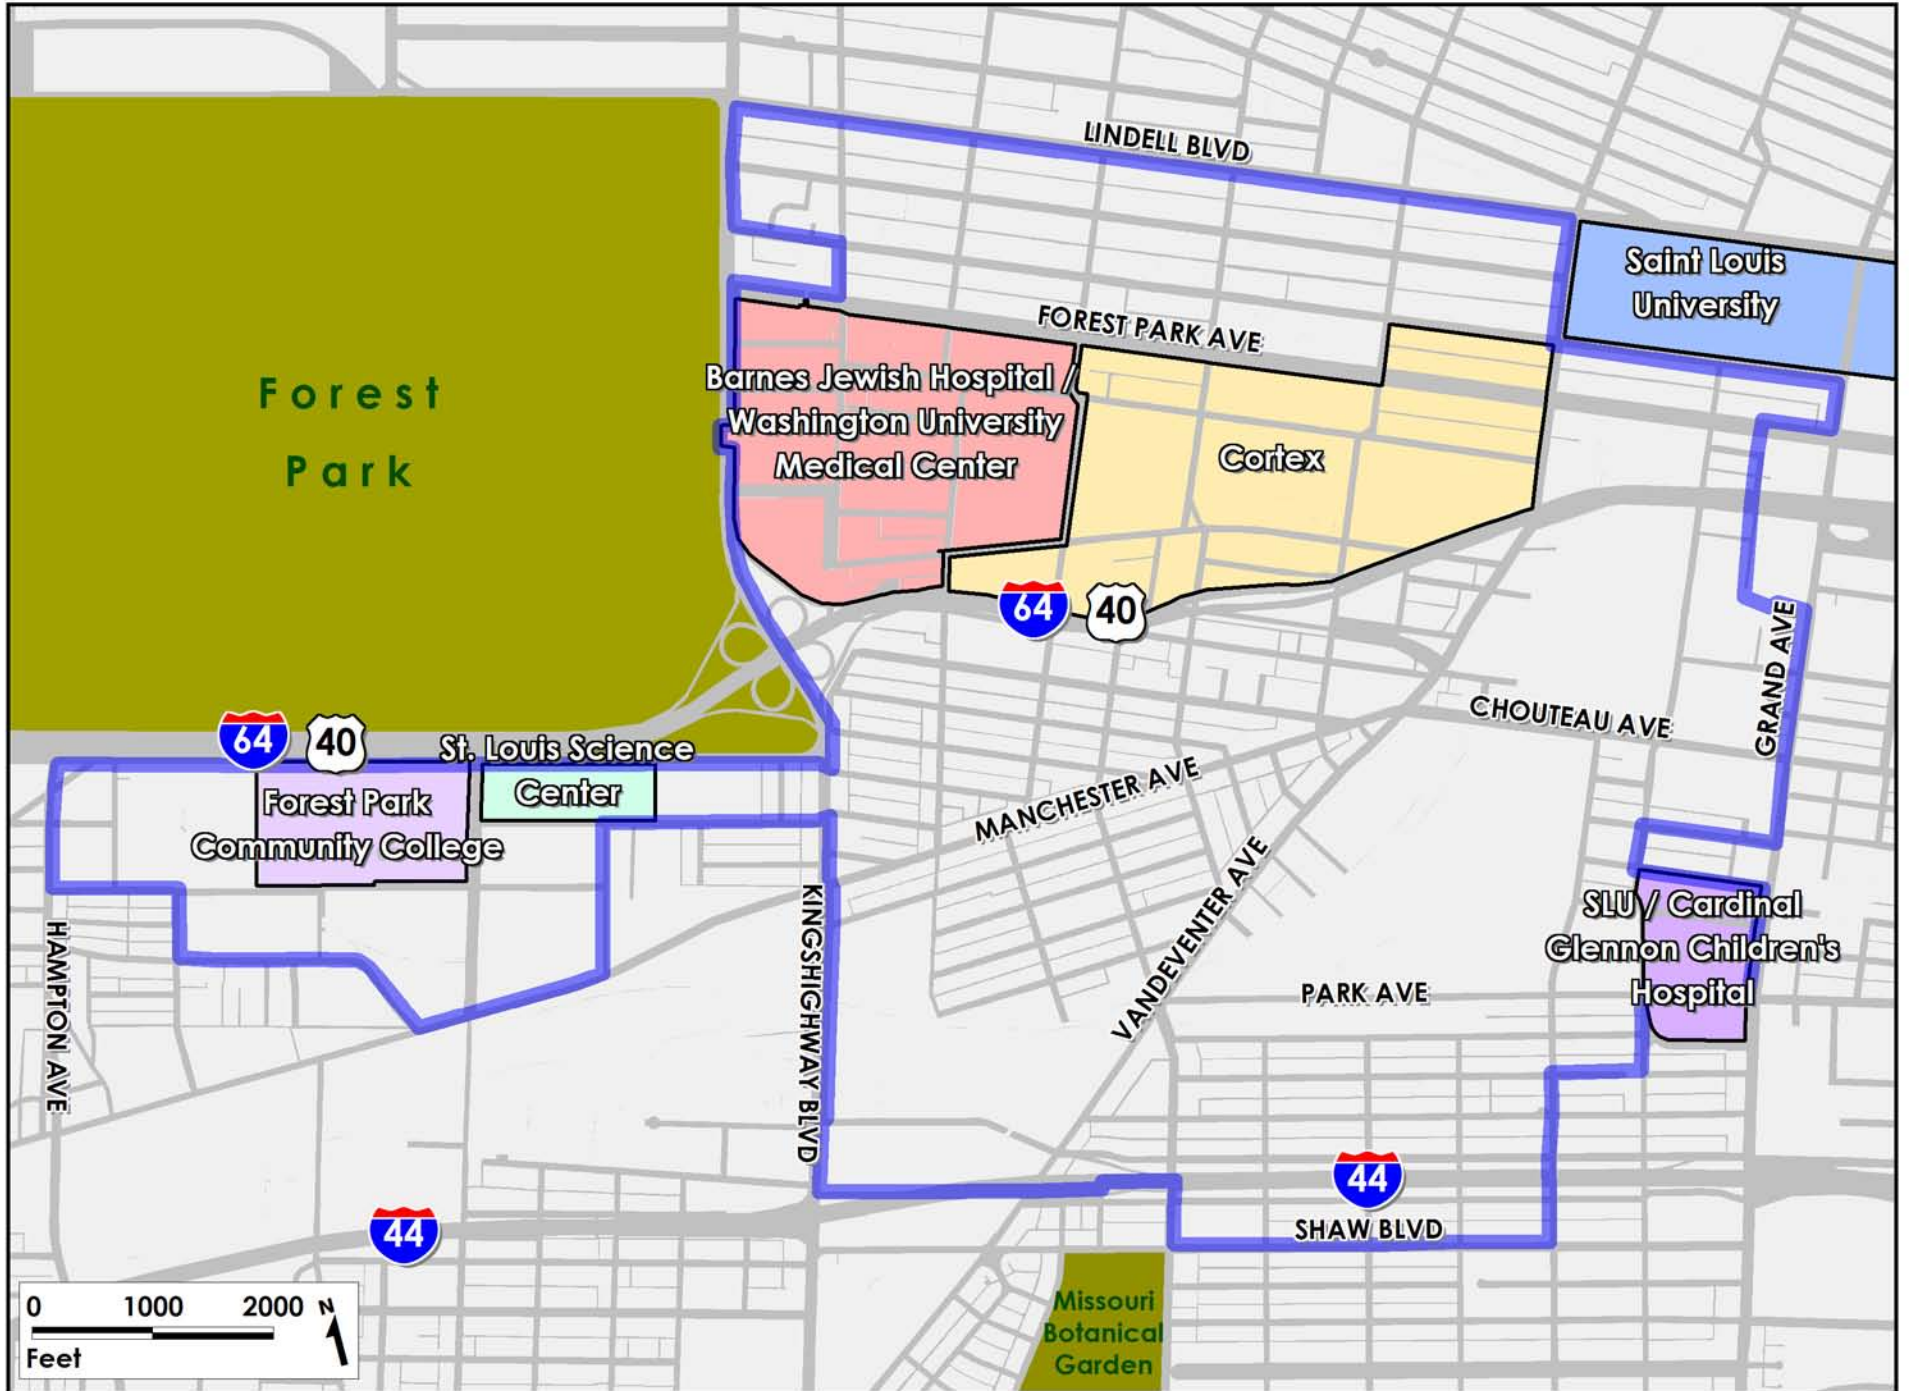 LINDELL BLVD
Saint Louis
University
FOREST PARK AVE
Forest
Park
Barnes Jewish Hospital /
Washington University
Medical Center
Cortex
64
40
GRAND AVE
CHOUTEAU AVE
64
40
St. Louis Science
Center
Forest Park
Community College
MANCHESTER AVE
VANDEVENTER AVE
KINGSHIGHWAY BLVD
HAMPTON AVE
SLU / Cardinal
Glennon Children's
Hospital
PARK AVE
44
SHAW BLVD
44
Missouri
Botanical
Garden
0 1000 2000 N
Feet